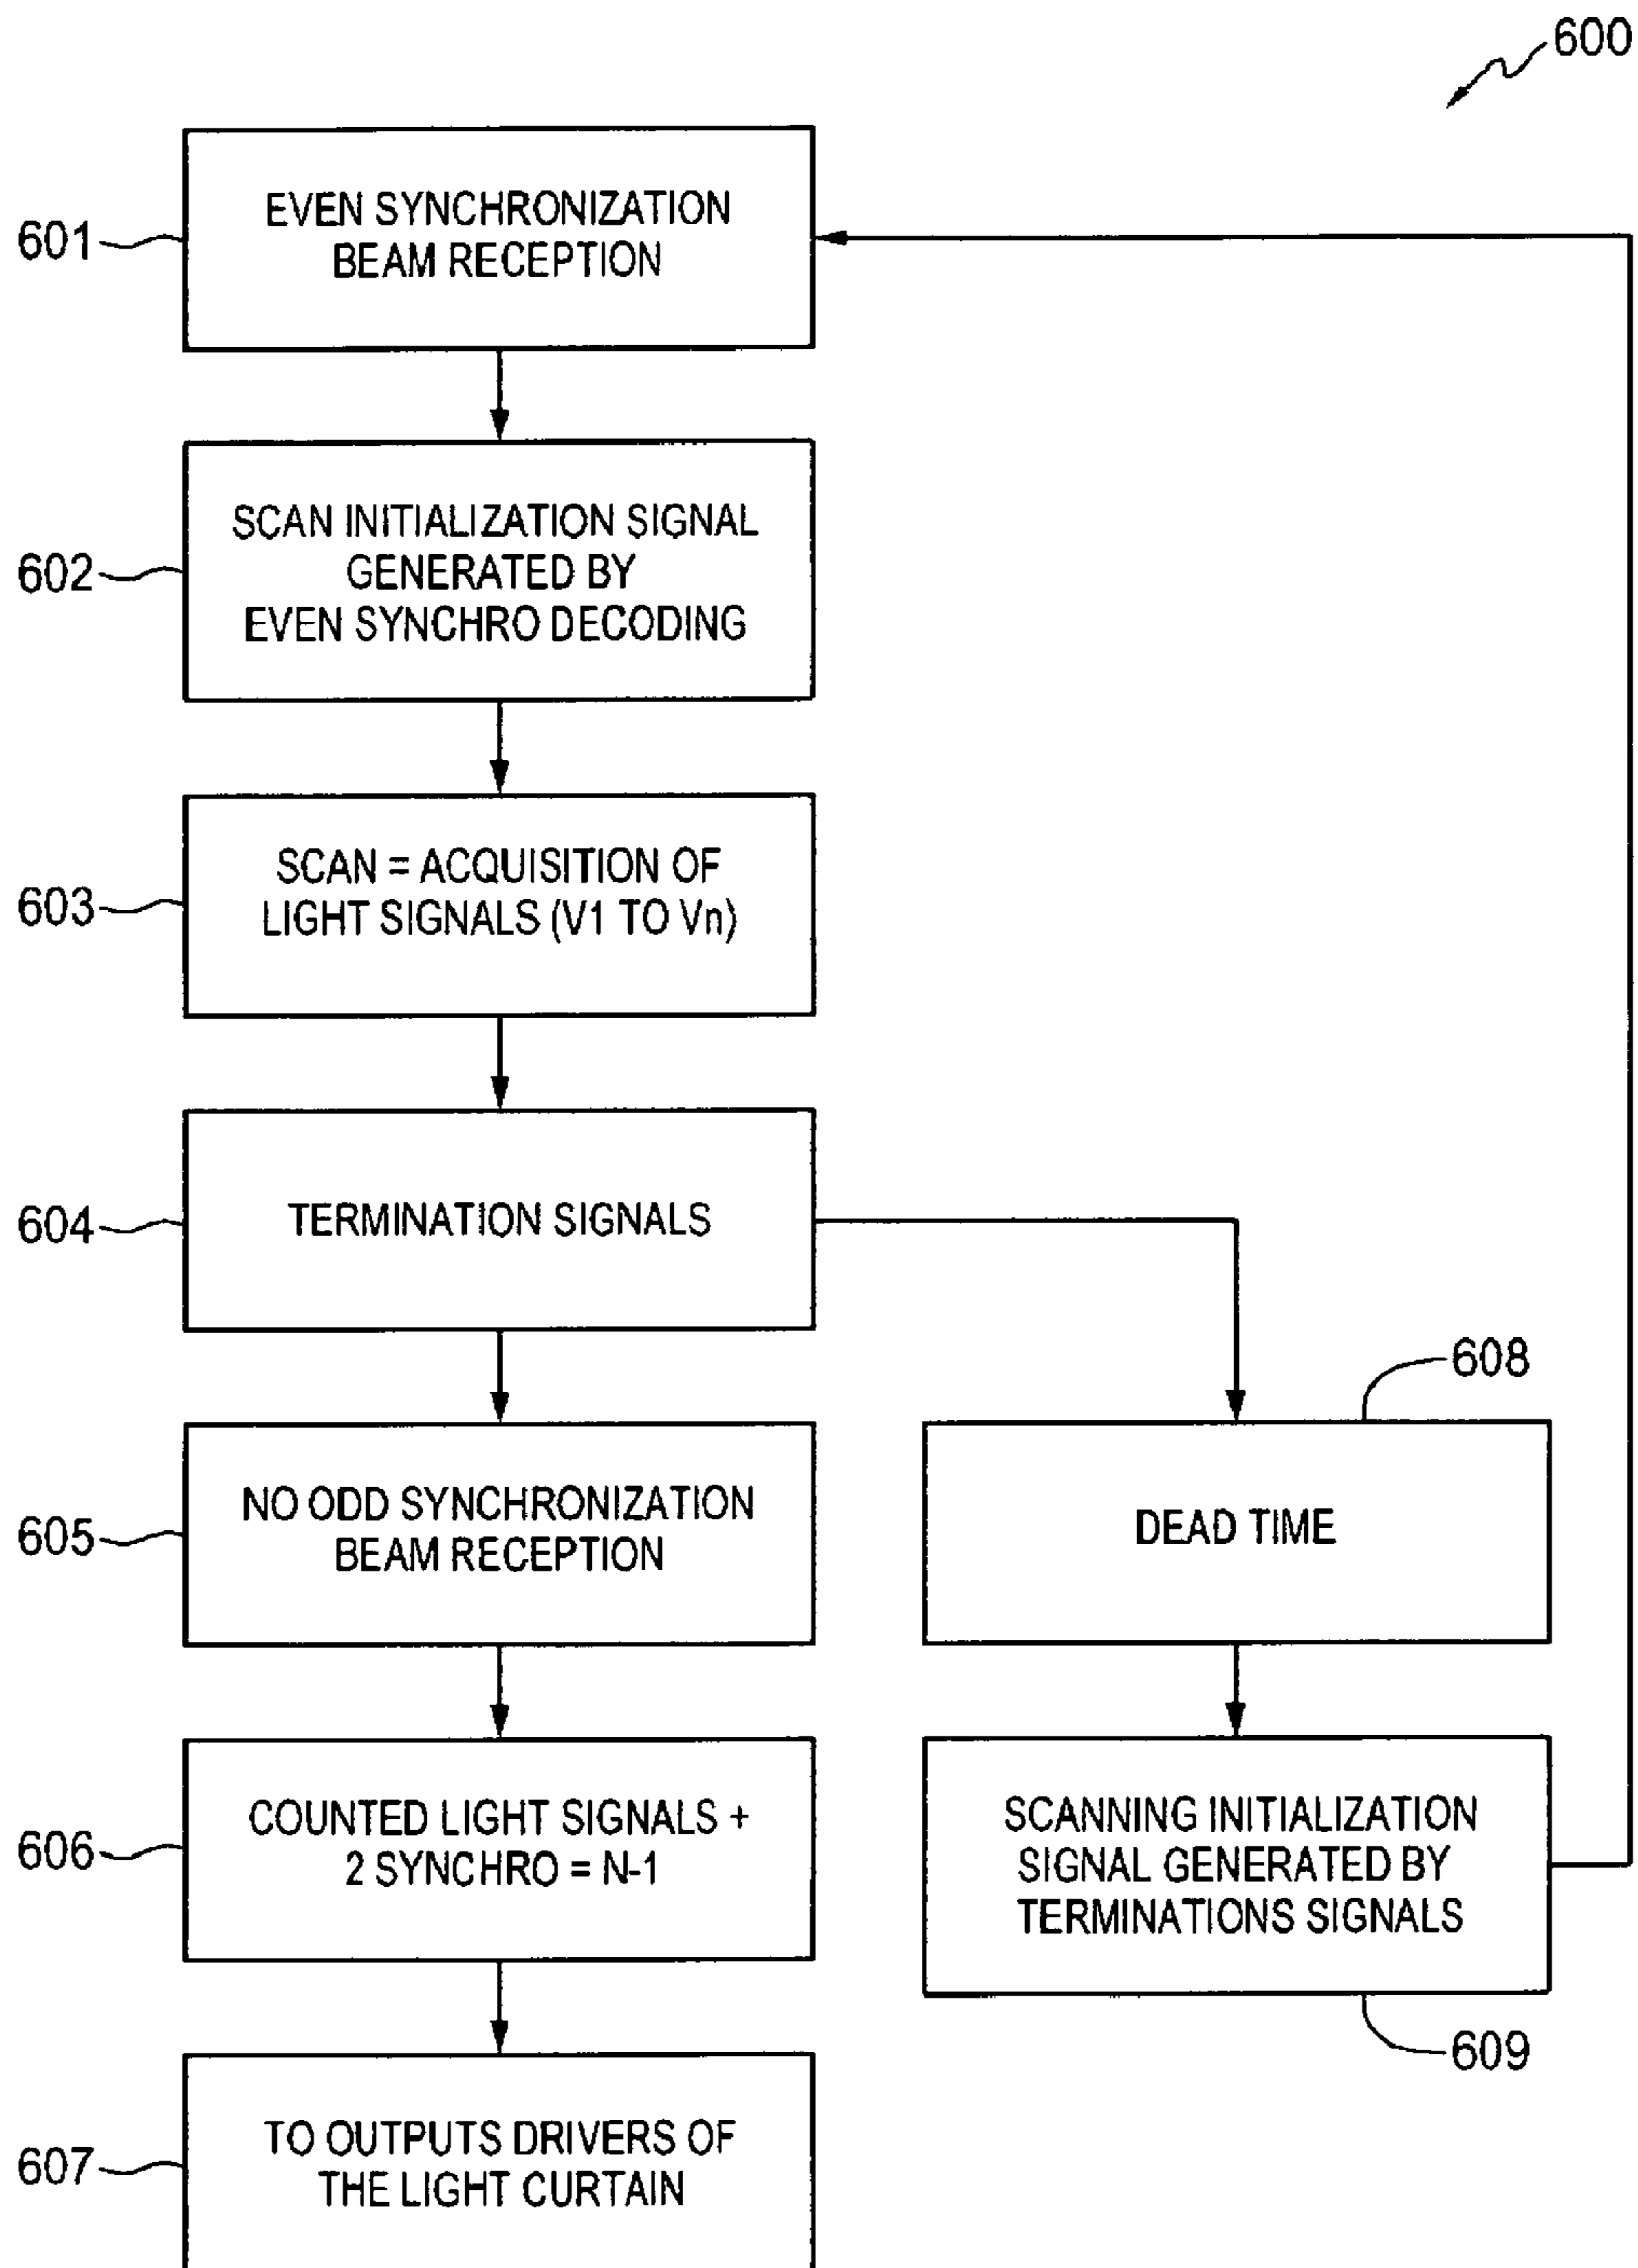 600
601
EVEN SYNCHRONIZATION
BEAM RECEPTION
602
SCAN INITIALIZATION SIGNAL
GENERATED BY
EVEN SYNCHRO DECODING
603
SCAN = ACQUISITION OF
LIGHT SIGNALS (V1 TO Vn)
604
TERMINATION SIGNALS
605
NO ODD SYNCHRONIZATION
BEAM RECEPTION
606
COUNTED LIGHT SIGNALS +
2 SYNCHRO = N-1
607
TO OUTPUTS DRIVERS OF
THE LIGHT CURTAIN
608
DEAD TIME
SCANNING INITIALIZATION
SIGNAL GENERATED BY
TERMINATIONS SIGNALS
609